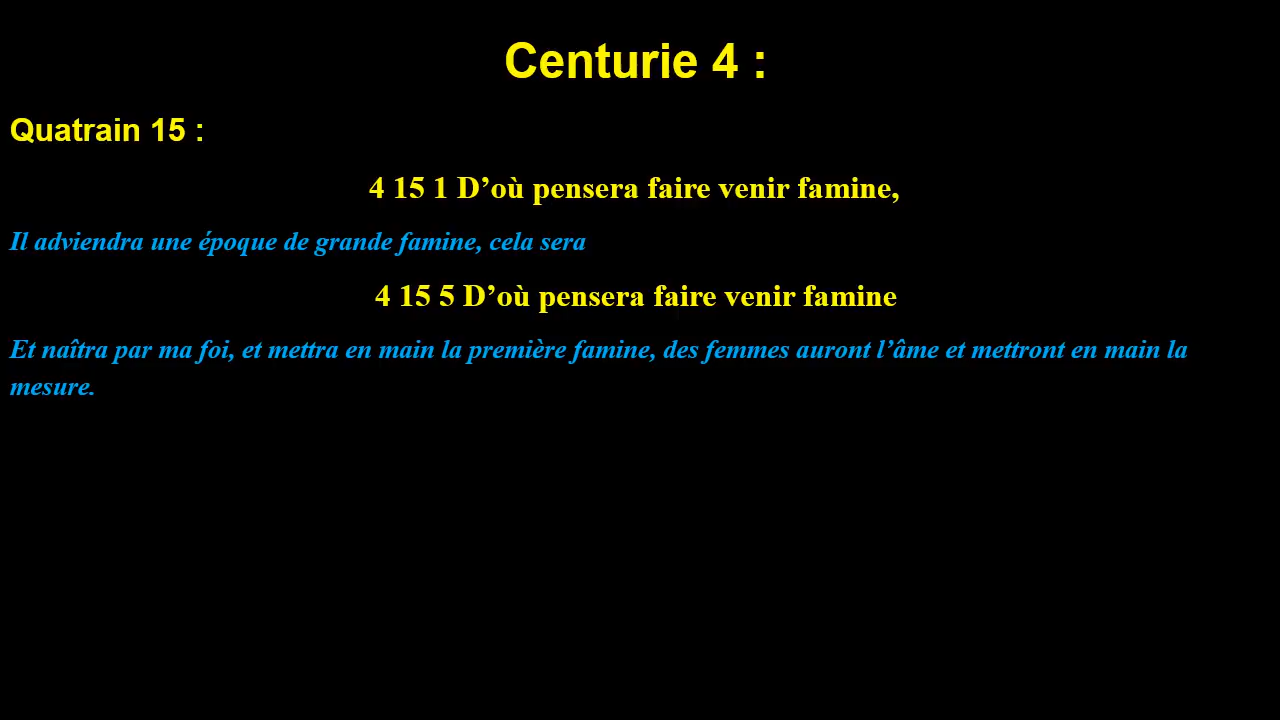 Centurie 4 :
Quatrain 15 :
4 15 1 D’où pensera faire venir famine,
Il adviendra une époque de grande famine, cela sera
4 15 5 D’où pensera faire venir famine
Et naîtra par ma foi, et mettra en main la première famine, des femmes auront l’âme et mettront en main la
mesure.